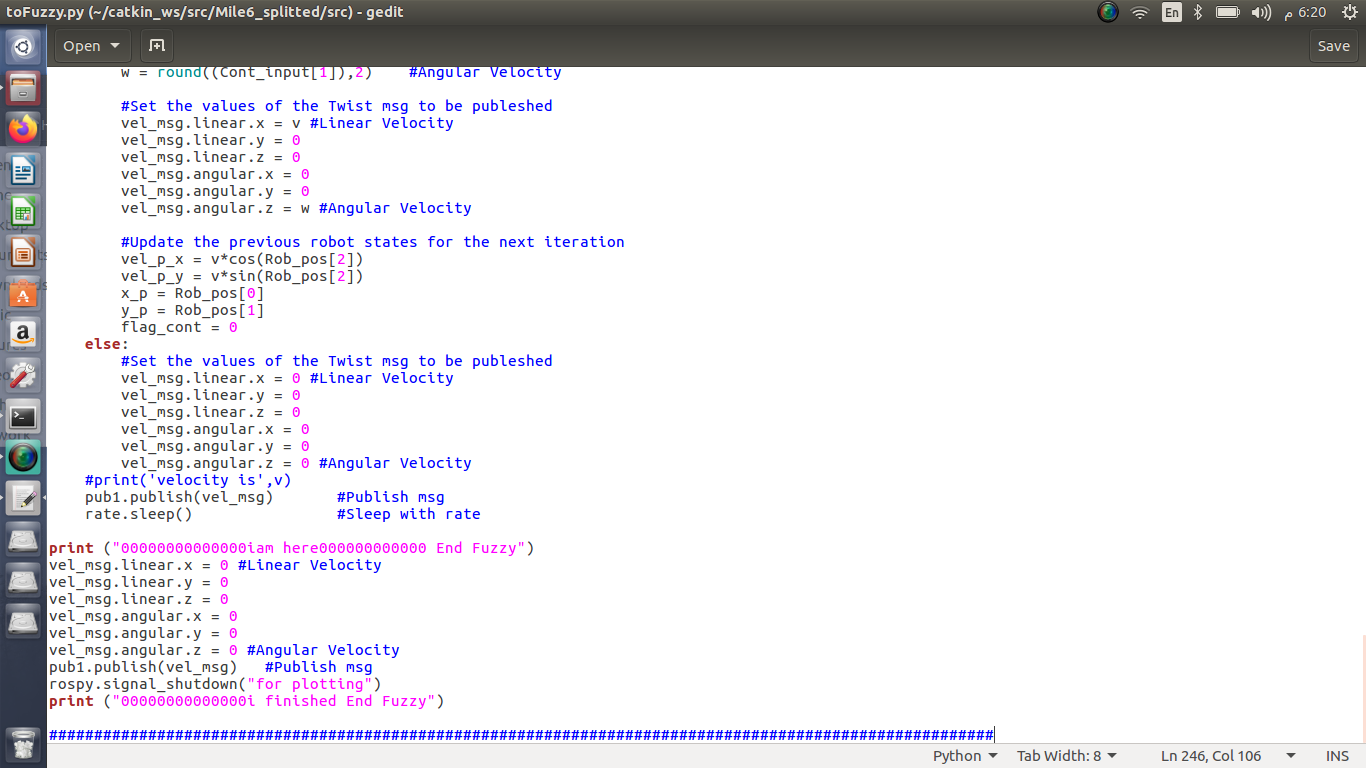 toFuzzy.py (~/catkin_ws/src/Mile6_splitted/src) - gedit
En
6:20 م
Open
Save
w = round((Cont_input[1]),2)    #Angular Velocity
#Set the values of the Twist msg to be publeshed
vel_msg.linear.x = v #Linear Velocity
vel_msg.linear.y = 0
vel_msg.linear.z = 0
vel_msg.angular.x = 0
vel_msg.angular.y = 0
vel_msg.angular.z = w #Angular Velocity
#Update the previous robot states for the next iteration
vel_p_x = v*cos(Rob_pos[2])
vel_p_y = v*sin(Rob_pos[2])
x_p = Rob_pos[0]
y_p = Rob_pos[1]
flag_cont = 0
else:
#Set the values of the Twist msg to be publeshed
vel_msg.linear.x = 0 #Linear Velocity
vel_msg.linear.y = 0
vel_msg.linear.z = 0
vel_msg.angular.x = 0
vel_msg.angular.y = 0
vel_msg.angular.z = 0 #Angular Velocity
#print('velocity is',v)
pub1.publish(vel_msg)       #Publish msg
rate.sleep()                #Sleep with rate
print ("00000000000000iam here000000000000 End Fuzzy")
vel_msg.linear.x = 0 #Linear Velocity
vel_msg.linear.y = 0
vel_msg.linear.z = 0
vel_msg.angular.x = 0
vel_msg.angular.y = 0
vel_msg.angular.z = 0 #Angular Velocity
pub1.publish(vel_msg)   #Publish msg
rospy.signal_shutdown("for plotting")
print ("00000000000000i finished End Fuzzy")
#########################################################################################################
Python
Tab Width: 8
Ln 246, Col 106
INS